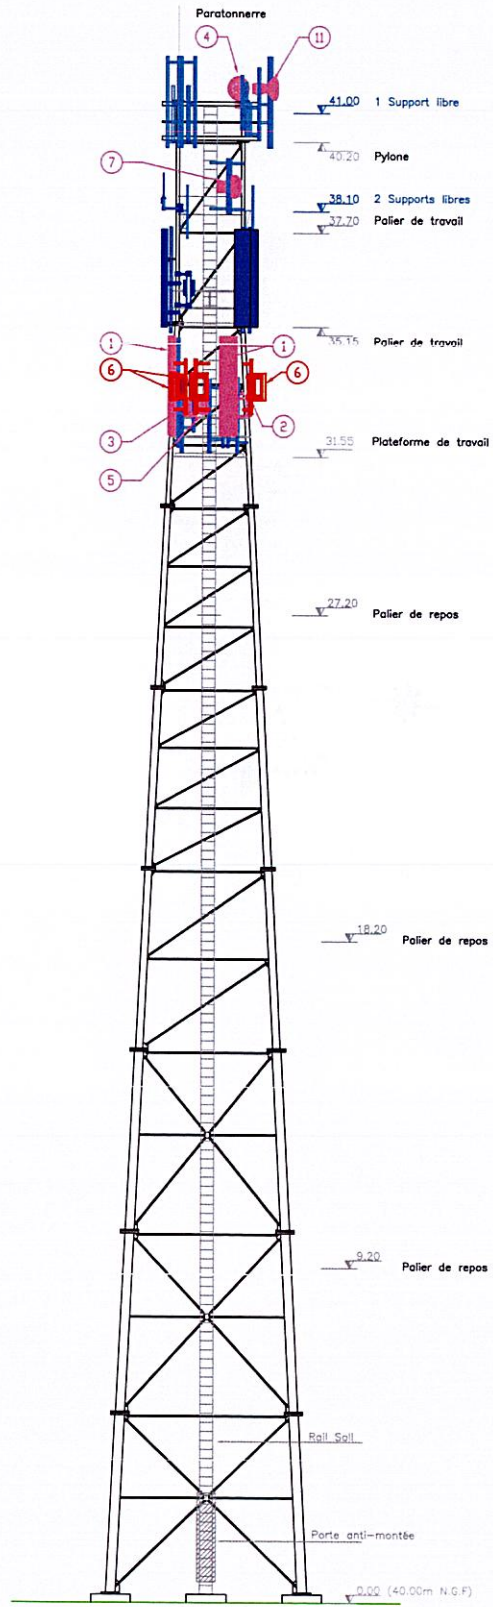 Paratonnerre
4
11
41.00 1 Support libre
40.20 Pylone
7
38.10 2 Supports libres
37.70 Palier de travail
35.15 Palier de travail
1
1
6
6
3
2
31.55 Plateforme de travail
5
27.20 Palier de repos
18.20 Palier de repos
9.20 Palier de repos
Rail Soll
Porte anti-montée
0.00 (40.00m N.G.F)